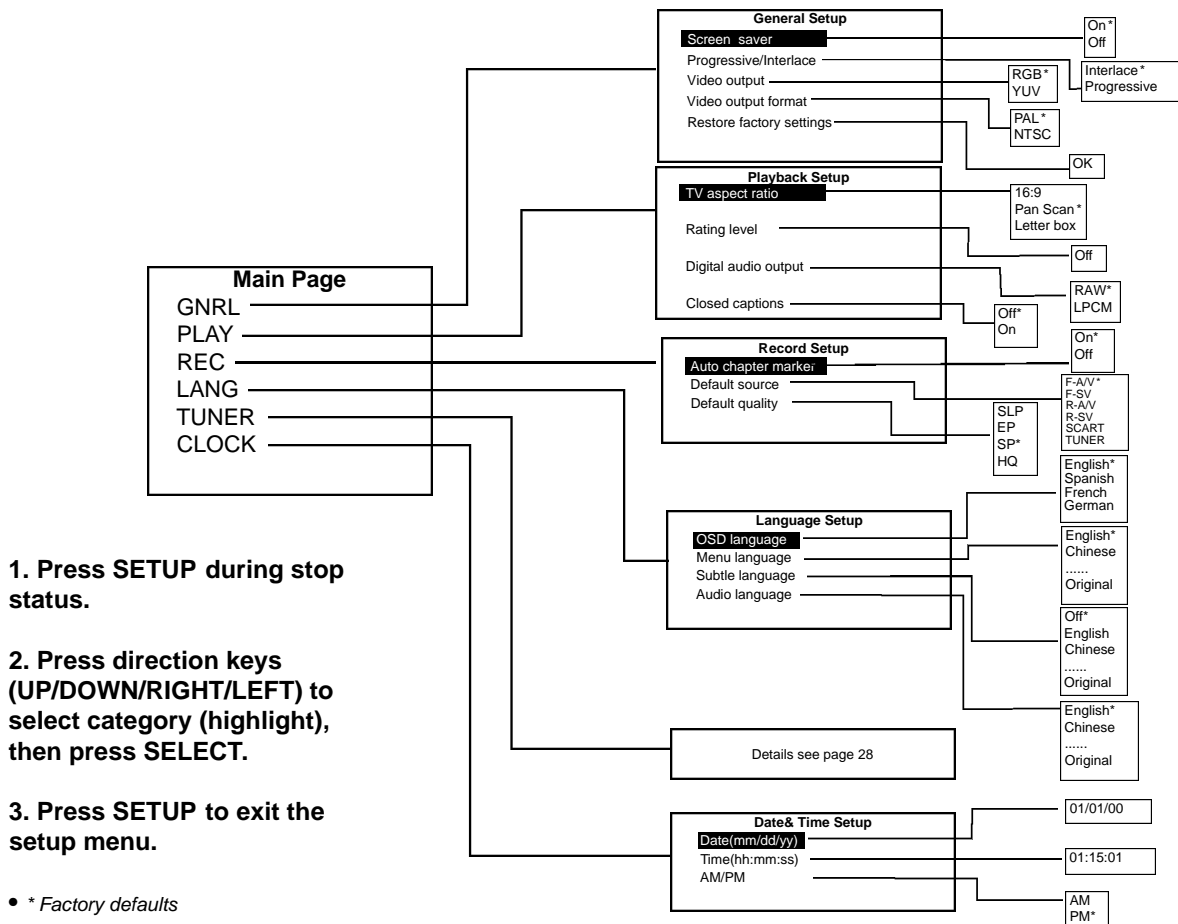 General Setup
Screen saver
Progressive/Interlace
Video output
Video output format
Restore factory settings
On*
Off
Interlace*
Progressive
RGB*
YUV
PAL*
NTSC
OK
Playback Setup
TV aspect ratio
Rating level
Digital audio output
Closed captions
16:9
Pan Scan*
Letter box
Off
RAW*
LPCM
Off*
On
Main Page
GNRL
PLAY
REC
LANG
TUNER
CLOCK
Record Setup
Auto chapter marker
Default source
Default quality
On*
Off
F-A/V*
F-SV
R-A/V
R-SV
SCART
TUNER
SLP
EP
SP*
HQ
Language Setup
OSD language
Menu language
Subtle language
Audio language
English*
Spanish
French
German
English*
Chinese
......
Original
Off*
English
Chinese
......
Original
English*
Chinese
......
Original
Details see page 28
Date& Time Setup
Date(mm/dd/yy)
Time(hh:mm:ss)
AM/PM
01/01/00
01:15:01
AM
PM*
1. Press SETUP during stop
status.
2. Press direction keys
(UP/DOWN/RIGHT/LEFT) to
select category (highlight),
then press SELECT.
3. Press SETUP to exit the
setup menu.
• * Factory defaults